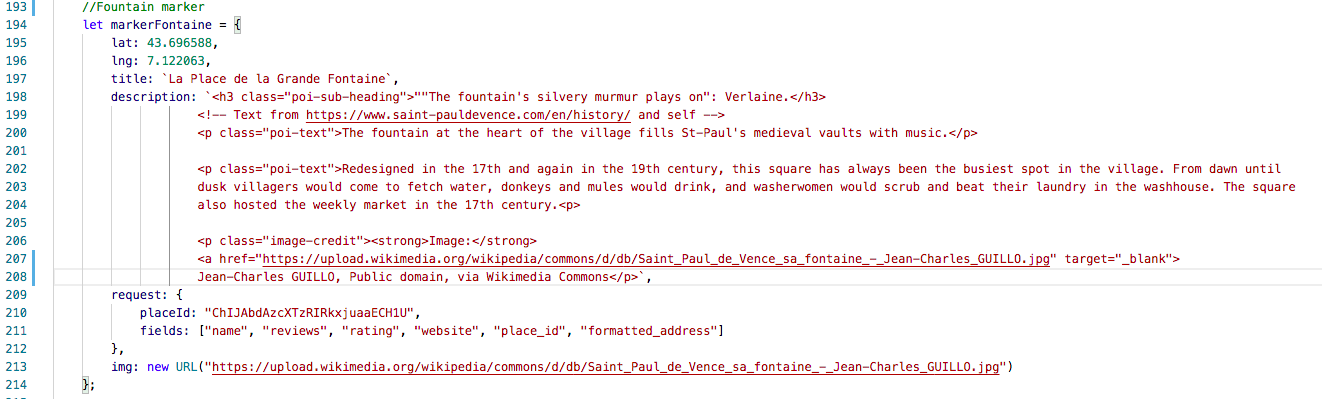 193 //Fountain marker
194 let markerFontaine = {
195 lat: 43.696588,
196 lng: 7.122063,
197 title: `La Place de la Grande Fontaine`,
198 description: `<h3 class="poi-sub-heading">""The fountain's silvery murmur plays on": Verlaine.</h3>
199 <!-- Text from https://www.saint-pauldevence.com/en/history/ and self -->
200 <p class="poi-text">The fountain at the heart of the village fills St-Paul's medieval vaults with music.</p>
201
202 <p class="poi-text">Redesigned in the 17th and again in the 19th century, this square has always been the busiest spot in the village. From dawn until
203 dusk villagers would come to fetch water, donkeys and mules would drink, and washerwomen would scrub and beat their laundry in the washhouse. The square
204 also hosted the weekly market in the 17th century.<p>
205
206 <p class="image-credit"><strong>Image:</strong>
207 <a href="https://upload.wikimedia.org/wikipedia/commons/d/db/Saint_Paul_de_Vence_sa_fontaine_-_Jean-Charles_GUILLO.jpg" target="_blank">
208 Jean-Charles GUILLO, Public domain, via Wikimedia Commons</p>`,
209 request: {
210 placeId: "ChIJAbdAzcXTzRIRkxjuaaECH1U",
211 fields: ["name", "reviews", "rating", "website", "place_id", "formatted_address"]
212 },
213 img: new URL("https://upload.wikimedia.org/wikipedia/commons/d/db/Saint_Paul_de_Vence_sa_fontaine_-_Jean-Charles_GUILLO.jpg")
214 };